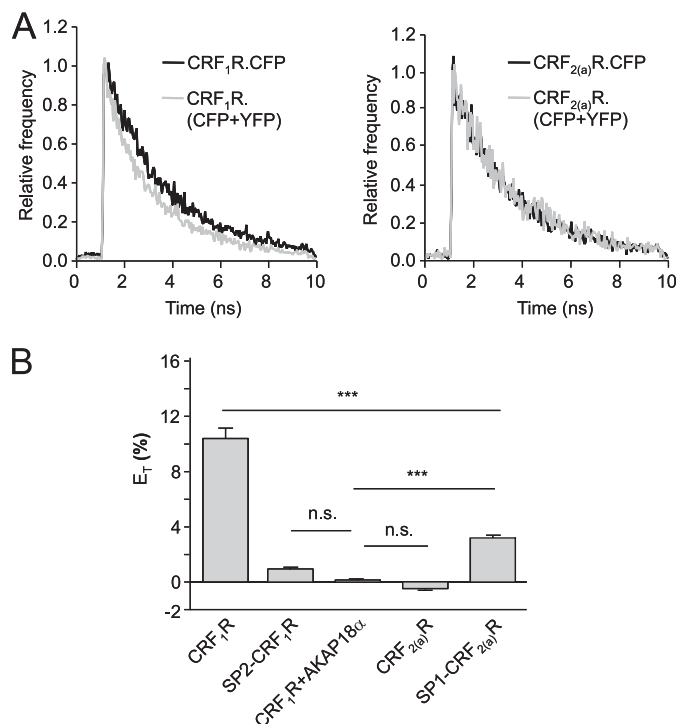 A
Relative frequency
1.2
1.0
0.8
0.6
0.4
0.2
0.0
0 2 4 6 8 10
Time (ns)
CRF₁R.CFP
CRF₁R.
(CFP+YFP)
Relative frequency
1.2
1.0
0.8
0.6
0.4
0.2
0.0
0 2 4 6 8 10
Time (ns)
CRF₂₍ₐ₎R.CFP
CRF₂₍ₐ₎R.
(CFP+YFP)
B
E_T (%)
16
12
8
4
0
-2
***
***
n.s.
n.s.
CRF₁R
SP2-CRF₁R
CRF₁R+AKAP18α
CRF₂₍ₐ₎R
SP1-CRF₂₍ₐ₎R